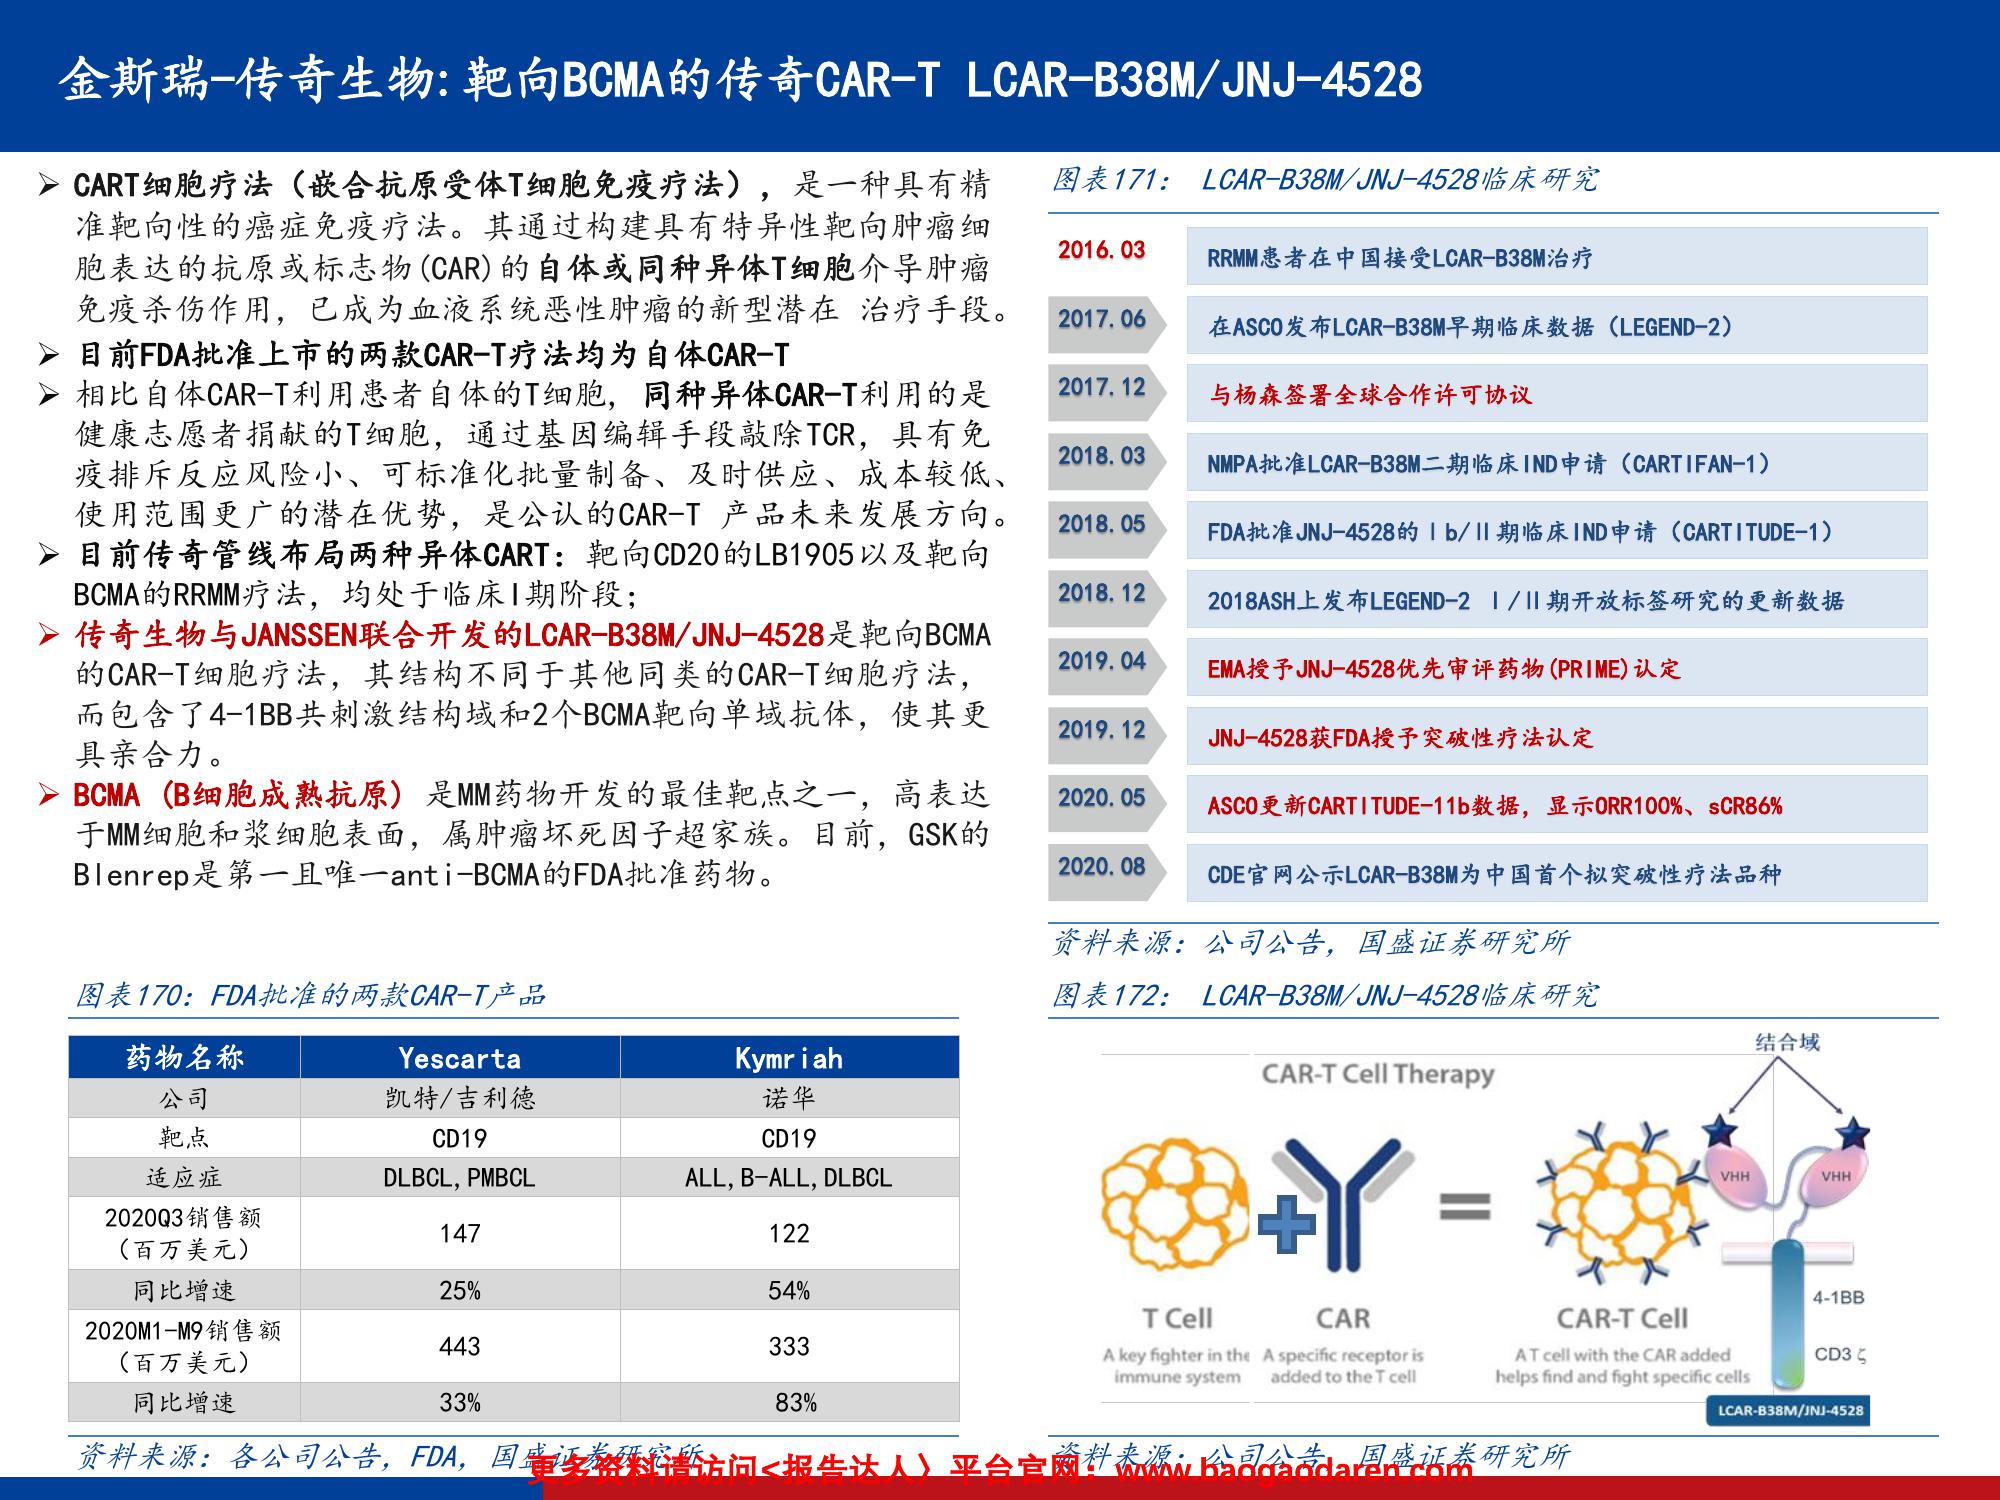 金斯瑞-传奇生物:靶向BCMA的传奇CAR-T LCAR-B38M/JNJ-4528
➢ CART细胞疗法（嵌合抗原受体T细胞免疫疗法），是一种具有精
准靶向性的癌症免疫疗法。其通过构建具有特异性靶向肿瘤细
胞表达的抗原或标志物(CAR)的自体或同种异体T细胞介导肿瘤
免疫杀伤作用，已成为血液系统恶性肿瘤的新型潜在 治疗手段。
➢ 目前FDA批准上市的两款CAR-T疗法均为自体CAR-T
➢ 相比自体CAR-T利用患者自体的T细胞，同种异体CAR-T利用的是
健康志愿者捐献的T细胞，通过基因编辑手段敲除TCR，具有免
疫排斥反应风险小、可标准化批量制备、及时供应、成本较低、
使用范围更广的潜在优势，是公认的CAR-T 产品未来发展方向。
➢ 目前传奇管线布局两种异体CART：靶向CD20的LB1905以及靶向
BCMA的RRMM疗法，均处于临床I期阶段；
➢ 传奇生物与JANSSEN联合开发的LCAR-B38M/JNJ-4528是靶向BCMA
的CAR-T细胞疗法，其结构不同于其他同类的CAR-T细胞疗法，
而包含了4-1BB共刺激结构域和2个BCMA靶向单域抗体，使其更
具亲合力。
➢ BCMA (B细胞成熟抗原) 是MM药物开发的最佳靶点之一，高表达
于MM细胞和浆细胞表面，属肿瘤坏死因子超家族。目前，GSK的
Blenrep是第一且唯一anti-BCMA的FDA批准药物。
图表170：FDA批准的两款CAR-T产品
药物名称 Yescarta Kymriah
公司 凯特/吉利德 诺华
靶点 CD19 CD19
适应症 DLBCL,PMBCL ALL,B-ALL,DLBCL
2020Q3销售额
（百万美元） 147 122
同比增速 25% 54%
2020M1-M9销售额
（百万美元） 443 333
同比增速 33% 83%
资料来源：各公司公告，FDA，国盛证券研究所
图表171： LCAR-B38M/JNJ-4528临床研究
2016.03 RRMM患者在中国接受LCAR-B38M治疗
2017.06 在ASCO发布LCAR-B38M早期临床数据（LEGEND-2）
2017.12 与杨森签署全球合作许可协议
2018.03 NMPA批准LCAR-B38M二期临床IND申请（CARTIFAN-1）
2018.05 FDA批准JNJ-4528的Ⅰb/Ⅱ期临床IND申请（CARTITUDE-1）
2018.12 2018ASH上发布LEGEND-2 Ⅰ/Ⅱ期开放标签研究的更新数据
2019.04 EMA授予JNJ-4528优先审评药物(PRIME)认定
2019.12 JNJ-4528获FDA授予突破性疗法认定
2020.05 ASCO更新CARTITUDE-11b数据，显示ORR100%、sCR86%
2020.08 CDE官网公示LCAR-B38M为中国首个拟突破性疗法品种
资料来源：公司公告，国盛证券研究所
图表172： LCAR-B38M/JNJ-4528临床研究
结合域
CAR-T Cell Therapy
VHH VHH
4-1BB
T Cell CAR CAR-T Cell
CD3 ζ
A key fighter in the A specific receptor is A T cell with the CAR added
immune system added to the T cell helps find and fight specific cells
LCAR-B38M/JNJ-4528
资料来源：公司公告，国盛证券研究所
更多资料请访问<报告达人〉平台官网：www.baogaodaren.com